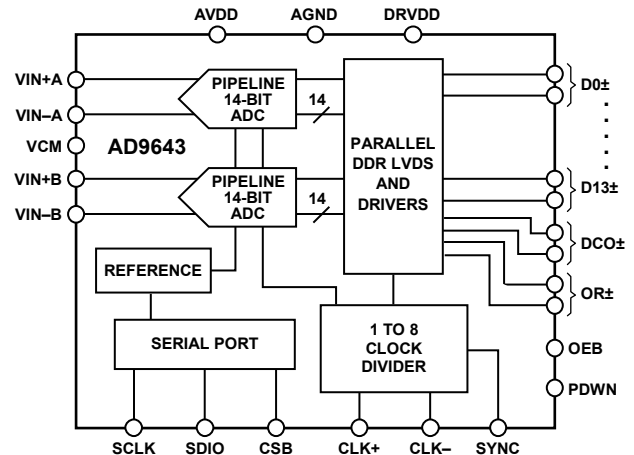 AVDD AGND DRVDD
VIN+A
VIN–A
VCM
VIN+B
VIN–B
AD9643
PIPELINE
14-BIT
ADC
14
PIPELINE
14-BIT
ADC
14
PARALLEL
DDR LVDS
AND
DRIVERS
D0±
D13±
DCO±
OR±
OEB
PDWN
REFERENCE
SERIAL PORT
1 TO 8
CLOCK
DIVIDER
SCLK SDIO CSB CLK+ CLK– SYNC